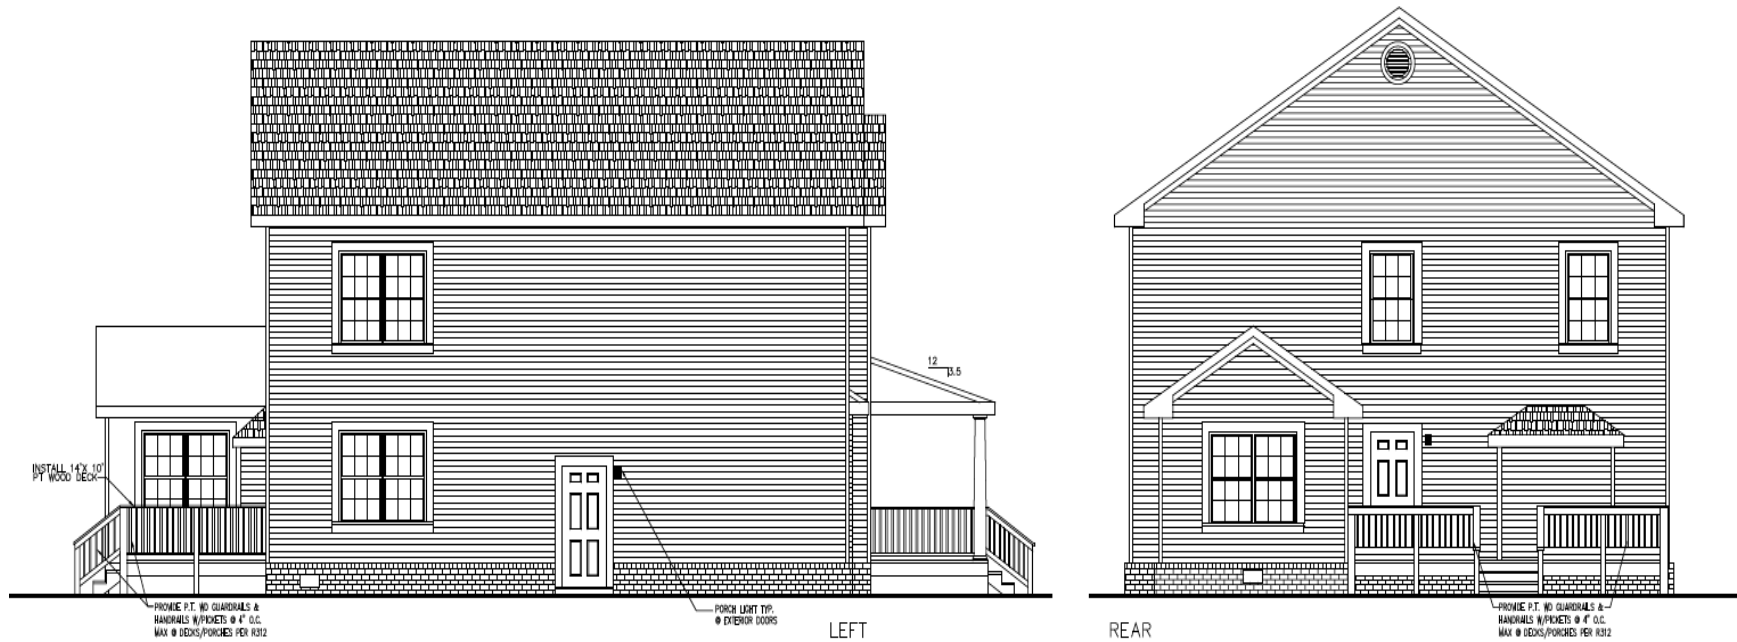 12
3.5
INSTALL 14'X 10'
PT WOOD DECK
PROVIDE P.T. WD GUARDRAILS &
HANDRAILS W/PICKETS @ 4" O.C.
MAX @ DECKS/PORCHES PER R312
PORCH LIGHT TYP.
@ EXTERIOR DOORS
LEFT
REAR
PROVIDE P.T. WD GUARDRAILS &
HANDRAILS W/PICKETS @ 4" O.C.
MAX @ DECKS/PORCHES PER R312